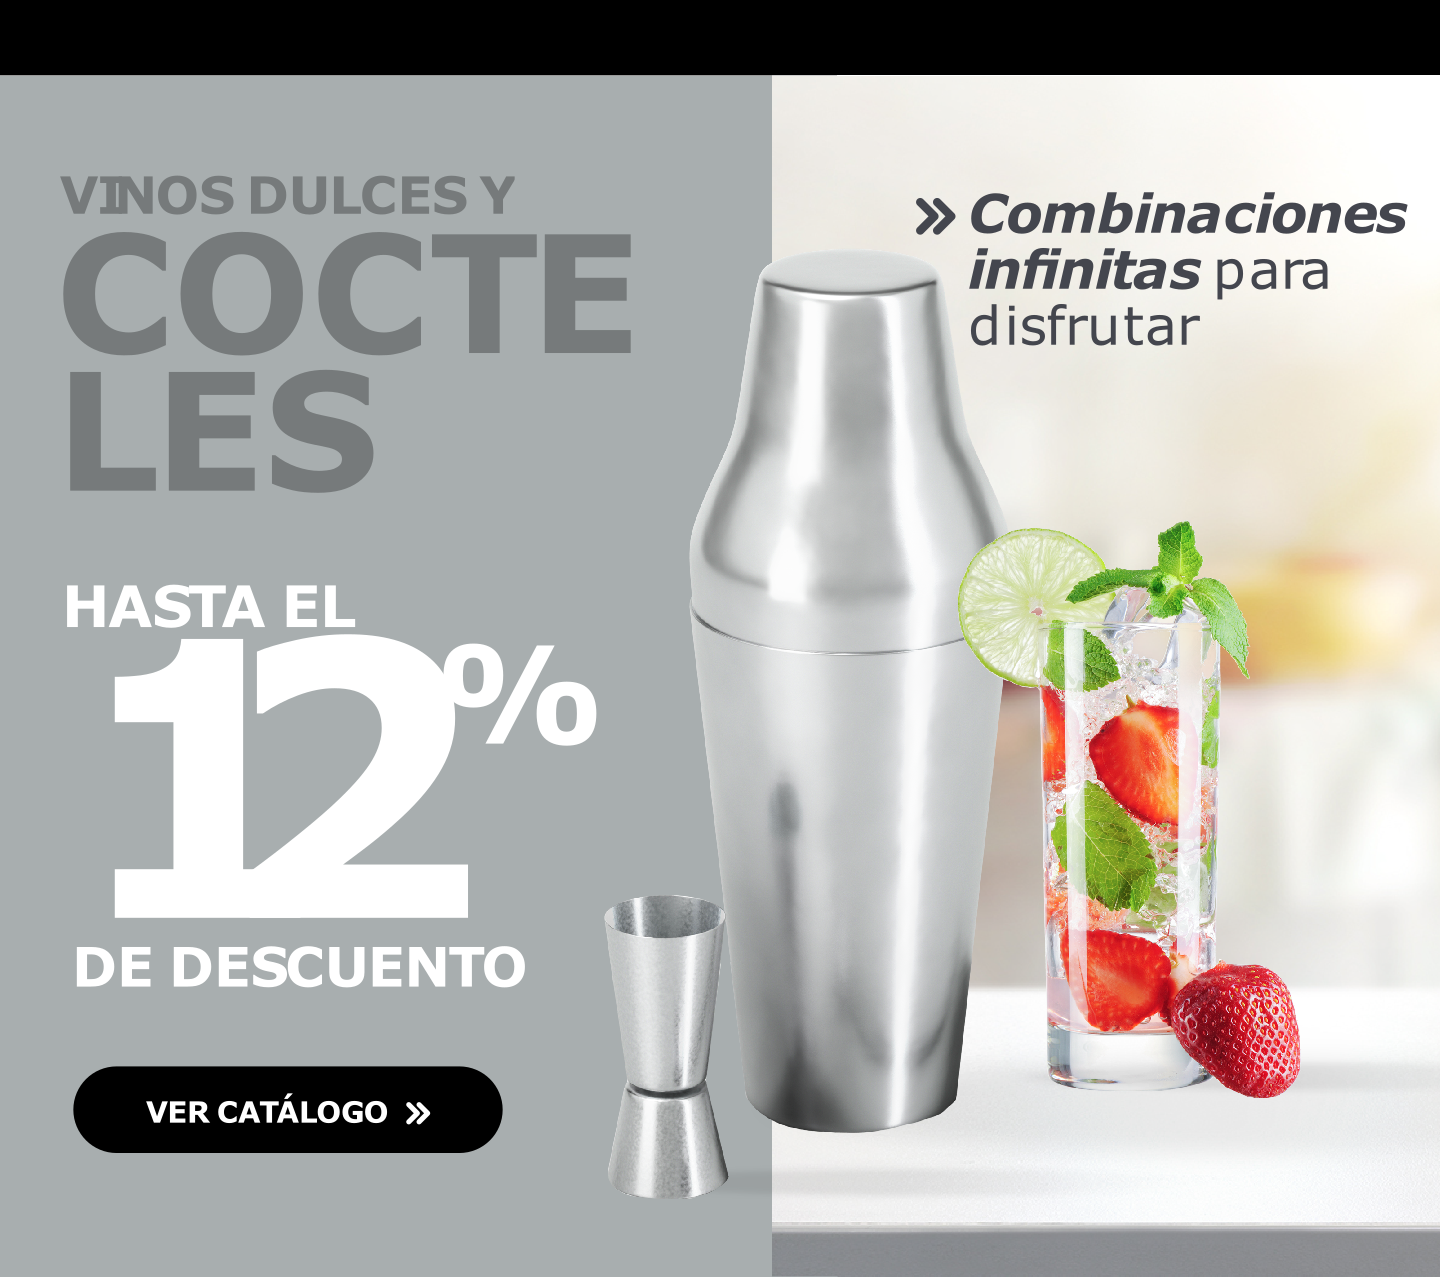 VINOS DULCES Y
COCTE
LES
HASTA EL
12%
DE DESCUENTO
VER CATÁLOGO »
» Combinaciones
infinitas para
disfrutar